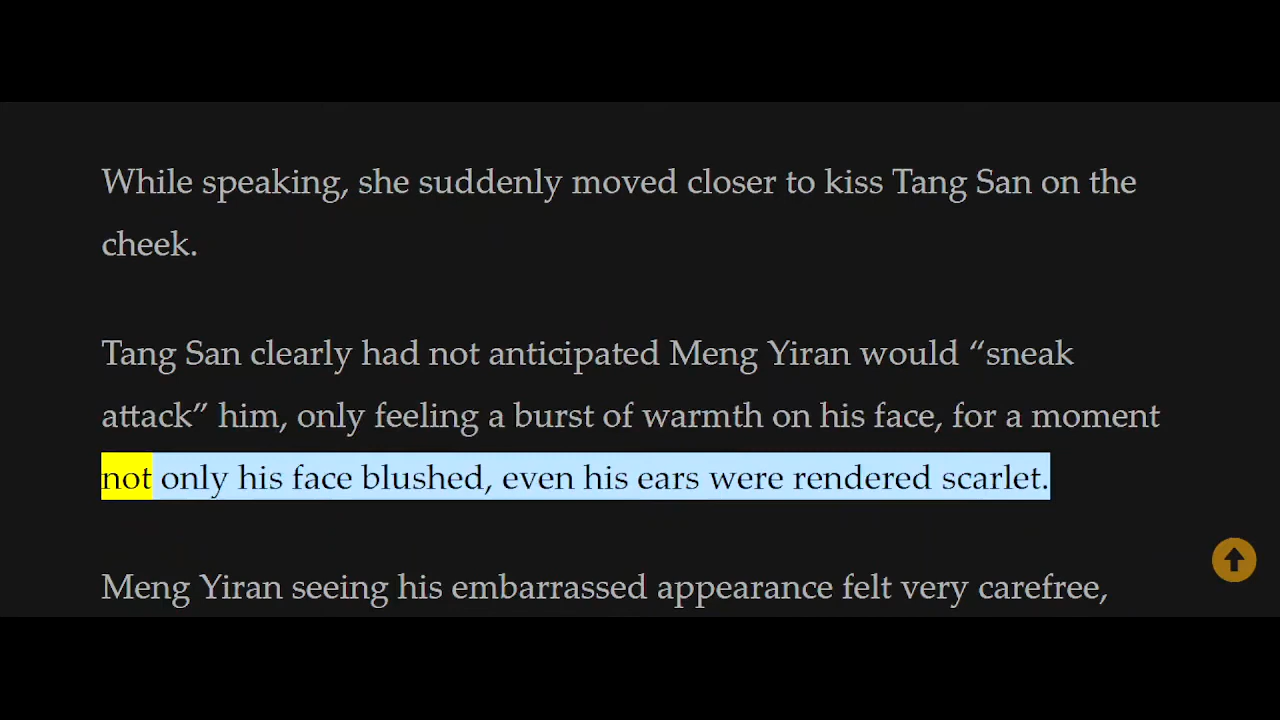 While speaking, she suddenly moved closer to kiss Tang San on the
cheek.
Tang San clearly had not anticipated Meng Yiran would “sneak
attack” him, only feeling a burst of warmth on his face, for a moment
not only his face blushed, even his ears were rendered scarlet.
Meng Yiran seeing his embarrassed appearance felt very carefree,